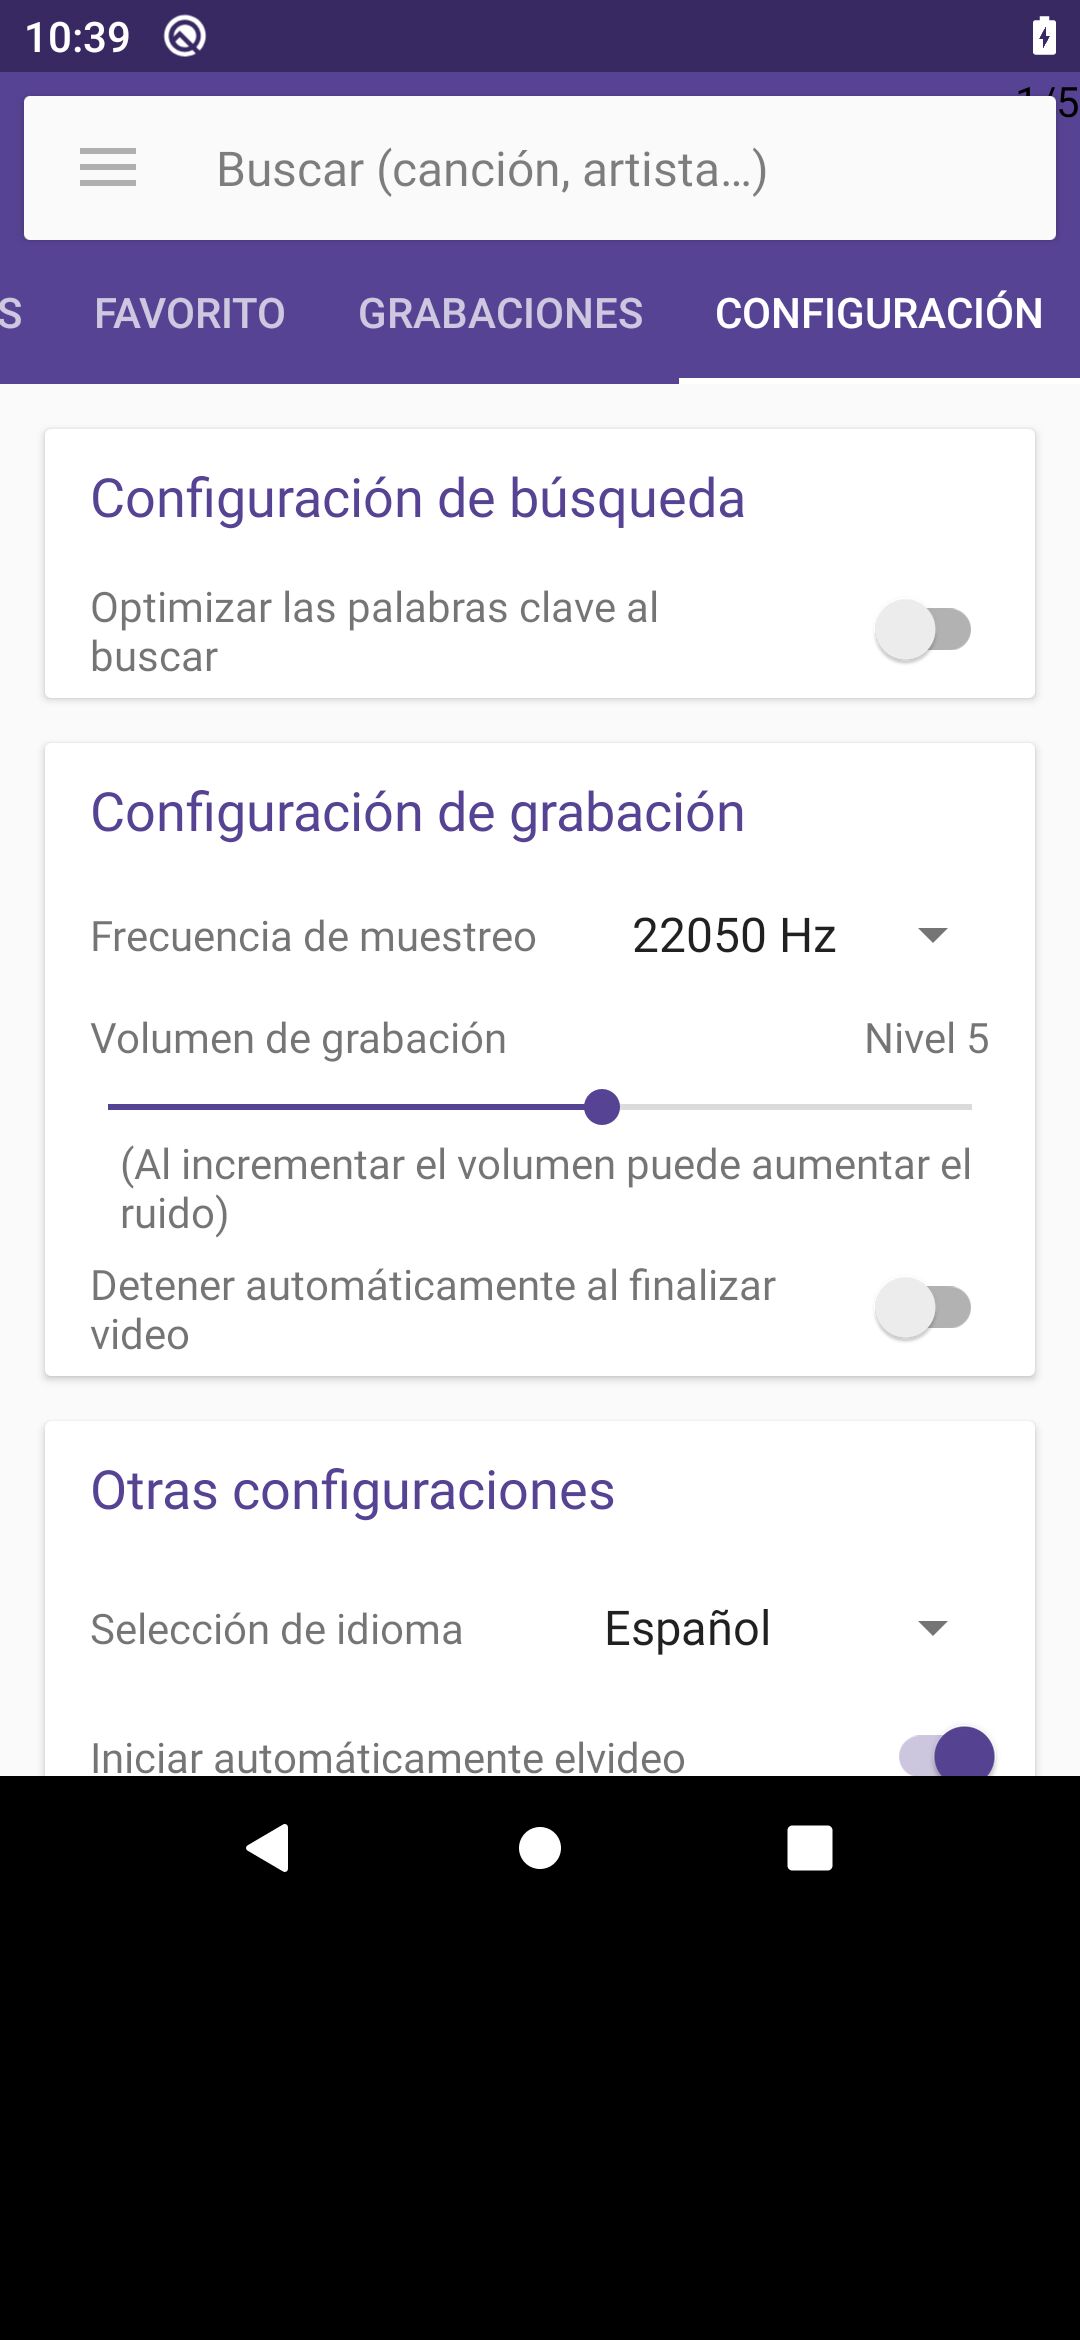 10:39
1/5
Buscar (canción, artista...)
S FAVORITO GRABACIONES CONFIGURACIÓN
Configuración de búsqueda
Optimizar las palabras clave al
buscar
Configuración de grabación
Frecuencia de muestreo 22050 Hz
Volumen de grabación Nivel 5
(Al incrementar el volumen puede aumentar el
ruido)
Detener automáticamente al finalizar
video
Otras configuraciones
Selección de idioma Español
Iniciar automáticamente elvideo